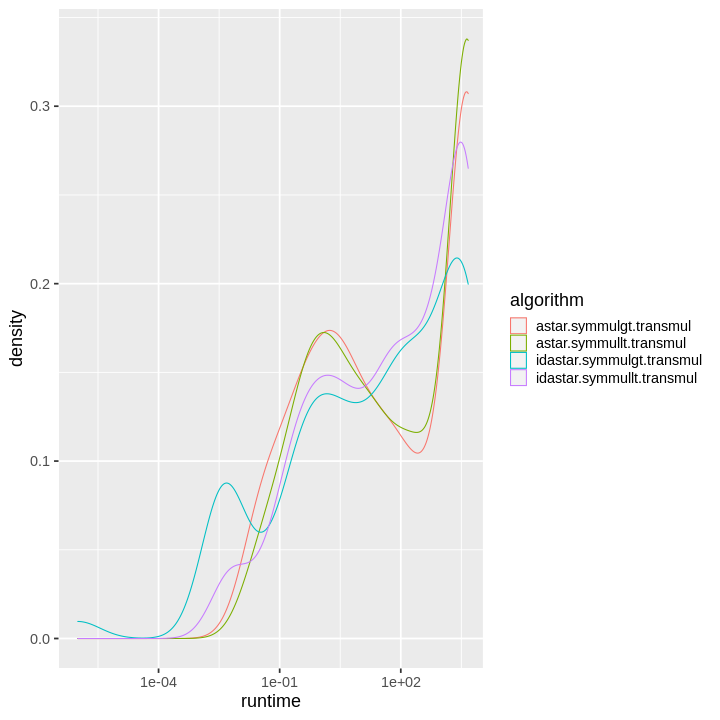 0.3
0.2
0.1
0.0
density
1e-04
1e-01
1e+02
runtime
algorithm
astar.symmulgt.transmul
astar.symmullt.transmul
idastar.symmulgt.transmul
idastar.symmullt.transmul